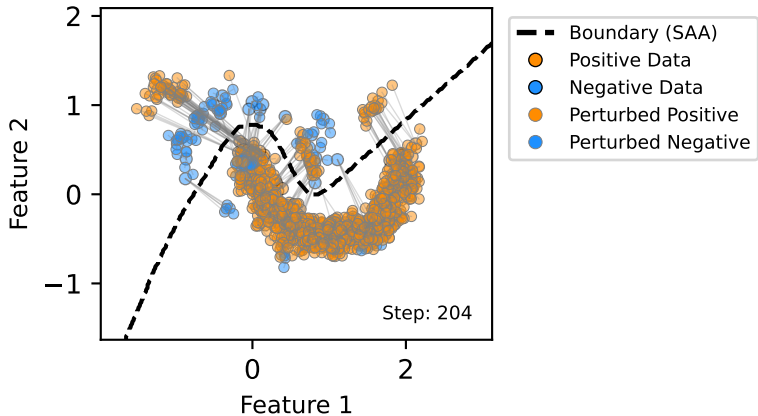 2
1
0
−1
Feature 2
0
2
Feature 1
Step: 204
Boundary (SAA)
Positive Data
Negative Data
Perturbed Positive
Perturbed Negative